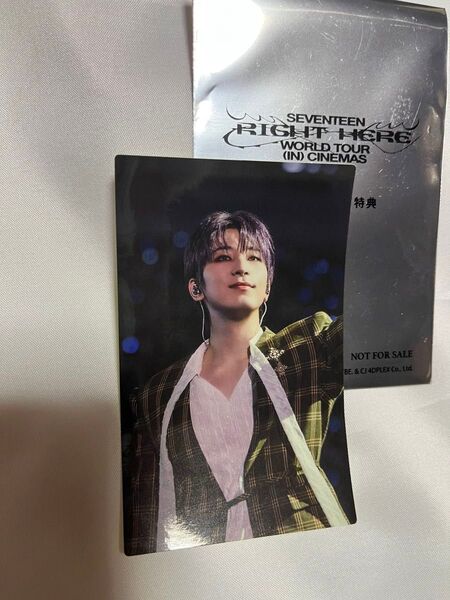 SEVENTEEN
RIGHT HERE
WORLD TOUR
(IN) CINEMAS
特典
NOT FOR SALE
BE. & CJ 4DPLEX Co., Ltd.